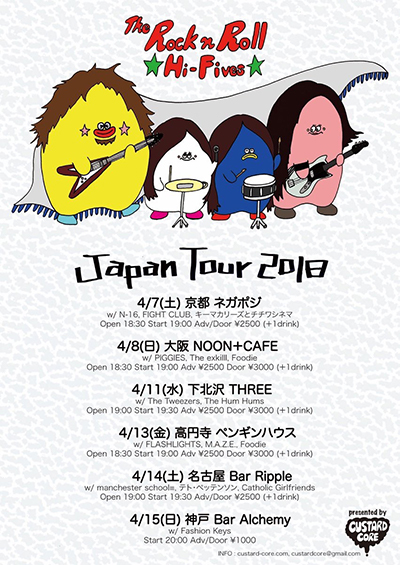 The Rock n Roll
★Hi-Fives★
Japan Tour 2018
4/7(土) 京都 ネガポジ
w/ N-16, FIGHT CLUB, キーマカリーズとチチワシネマ
Open 18:30 Start 19:00 Adv/Door ¥2500 (+1drink)
4/8(日) 大阪 NOON+CAFE
w/ PIGGIES, The exkilll, Foodie
Open 18:30 Start 19:00 Adv ¥2500 Door ¥3000 (+1drink)
4/11(水) 下北沢 THREE
w/ The Tweezers, The Hum Hums
Open 19:00 Start 19:30 Adv ¥2500 Door ¥3000 (+1drink)
4/13(金) 高円寺 ペンギンハウス
w/ FLASHLIGHTS, M.A.Z.E., Foodie
Open 18:30 Start 19:00 Adv ¥2500 Door ¥3000 (+1drink)
4/14(土) 名古屋 Bar Ripple
w/ manchester school≡, テト・ペッテンソン, Catholic Girlfriends
Open 19:00 Start 19:30 Adv/Door ¥2500 (+1drink)
4/15(日) 神戸 Bar Alchemy
w/ Fashion Keys
Start 20:00 Adv/Door ¥1000
presented by
CUSTARD
CORE
INFO : custard-core.com, custardcore@gmail.com